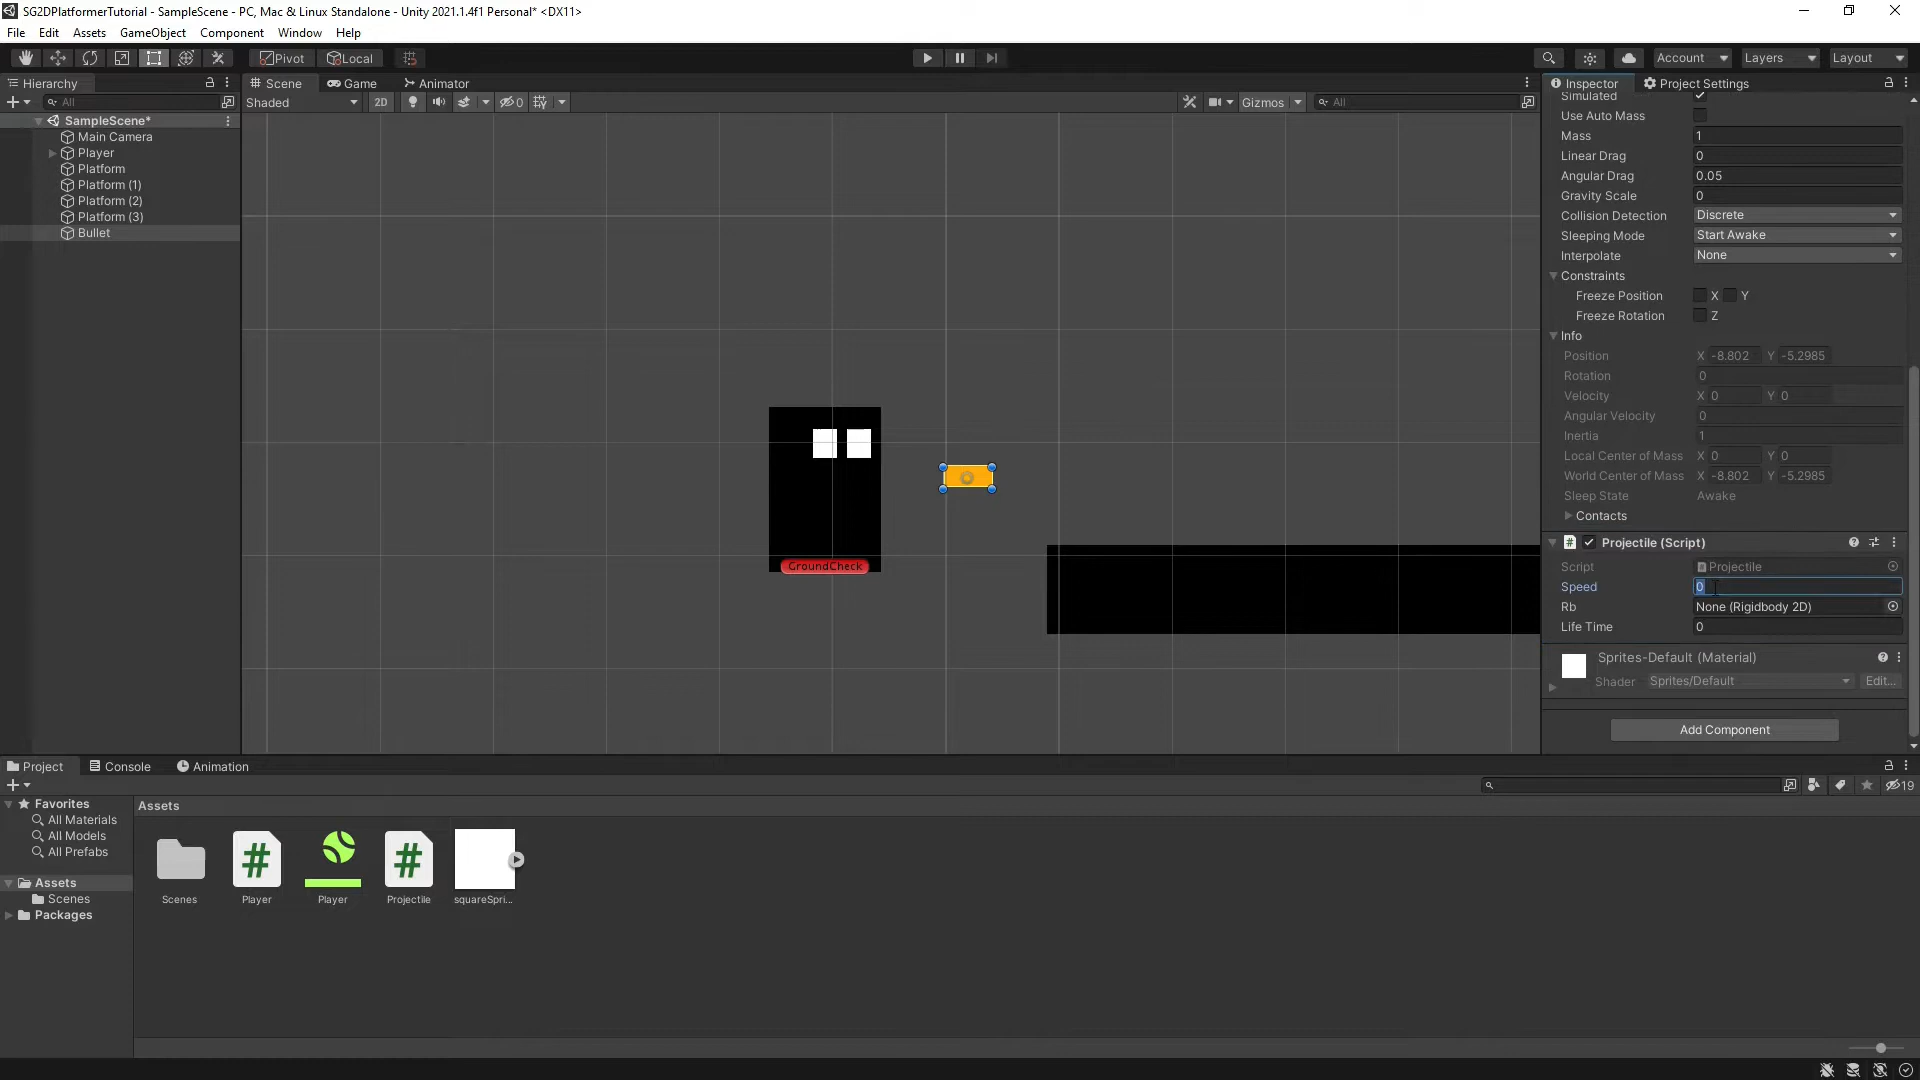 SG2DPlatformerTutorial - SampleScene - PC, Mac & Linux Standalone - Unity 2021.1.4f1 Personal* <DX11>
File Edit Assets GameObject Component Window Help
Pivot Local Account Layers Layout
Hierarchy
All
SampleScene*
Main Camera
Player
Platform
Platform (1)
Platform (2)
Platform (3)
Bullet
Scene Game Animator
Shaded 2D 0 Gizmos All
GroundCheck
Inspector Project Settings
Simulated
Use Auto Mass
Mass 1
Linear Drag 0
Angular Drag 0.05
Gravity Scale 0
Collision Detection Discrete
Sleeping Mode Start Awake
Interpolate None
Constraints
Freeze Position X Y
Freeze Rotation Z
Info
Position X -8.802 Y -5.2985
Rotation 0
Velocity X 0 Y 0
Angular Velocity 0
Inertia 1
Local Center of Mass X 0 Y 0
World Center of Mass X -8.802 Y -5.2985
Sleep State Awake
Contacts
# Projectile (Script)
Script Projectile
Speed 0
Rb None (Rigidbody 2D)
Life Time 0
Sprites-Default (Material)
Shader Sprites/Default Edit...
Add Component
Project Console Animation
19
Favorites
All Materials
All Models
All Prefabs
Assets
Scenes
Packages
Assets
Scenes Player Player Projectile squareSpri...